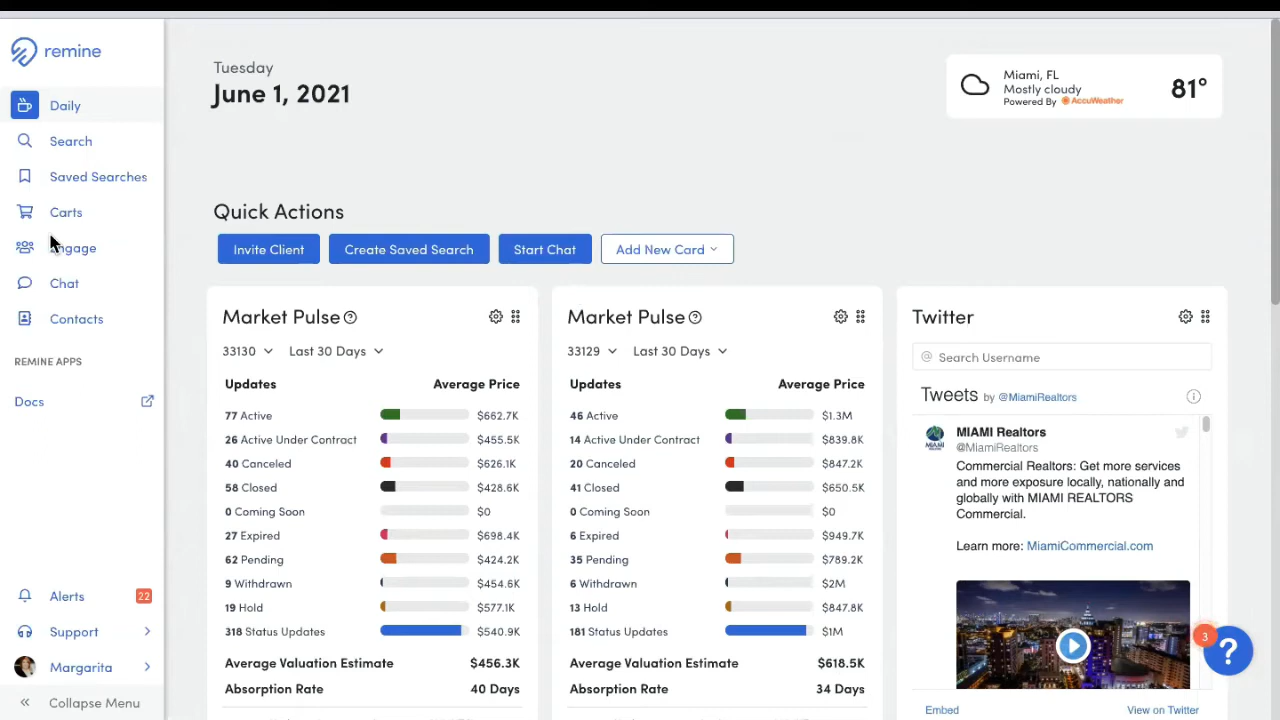 remine
Daily
Search
Saved Searches
Carts
Engage
Chat
Contacts
REMINE APPS
Docs
Alerts 22
Support
Margarita
Collapse Menu
Tuesday
June 1, 2021
Miami, FL
Mostly cloudy
Powered By AccuWeather
81°
Quick Actions
Invite Client Create Saved Search Start Chat Add New Card
Market Pulse
33130 Last 30 Days
Updates Average Price
77 Active $662.7K
26 Active Under Contract $455.5K
40 Canceled $626.1K
58 Closed $428.6K
0 Coming Soon $0
27 Expired $698.4K
62 Pending $424.2K
9 Withdrawn $454.6K
19 Hold $577.1K
318 Status Updates $540.9K
Average Valuation Estimate $456.3K
Absorption Rate 40 Days
Market Pulse
33129 Last 30 Days
Updates Average Price
46 Active $1.3M
14 Active Under Contract $839.8K
20 Canceled $847.2K
41 Closed $650.5K
0 Coming Soon $0
6 Expired $949.7K
35 Pending $789.2K
6 Withdrawn $2M
13 Hold $847.8K
181 Status Updates $1M
Average Valuation Estimate $618.5K
Absorption Rate 34 Days
Twitter
@ Search Username
Tweets by @MiamiRealtors
MIAMI Realtors
@MiamiRealtors
Commercial Realtors: Get more services
and more exposure locally, nationally and
globally with MIAMI REALTORS
Commercial.
Learn more: MiamiCommercial.com
3
?
Embed View on Twitter